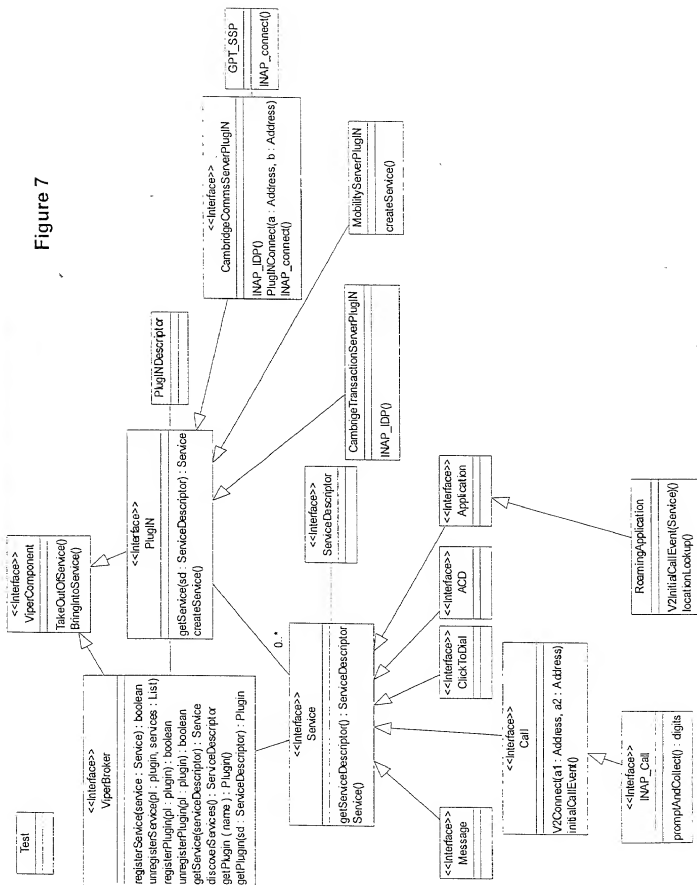 Figure 7
Test
<<Interface>>
ViperComponent
TakeOutOfService()
BringIntoService()
<<Interface>>
ViperBroker
registerService(service : Service) : boolean
unregisterService(pl : plugin, services : List)
registerPlugin(pl : plugin) : boolean
unregisterPlugin(pl : plugin) : boolean
getService(serviceDescriptor) : Service
discoverServices() : ServiceDescriptor
getPlugin ( name ) : Plugin()
getPlugin(sd : ServiceDescriptor) : Plugin
<<Interface>>
PlugIN
getService(sd : ServiceDescriptor) : Service
createService()
PlugINDescriptor
<<Interface>>
CambridgeCommsServerPlugIN
INAP_IDP()
PlugINConnect(a : Address, b : Address)
INAP_connect()
GPT_SSP
INAP_connect()
MobilityServerPlugIN
createService()
CambrigeTransactionServerPlugIN
INAP_IDP()
0..*
<<Interface>>
Service
getServiceDescriptor() : ServiceDescriptor
Service()
<<Interface>>
ServiceDescriptor
<<Interface>>
Message
<<Interface>>
Call
V2Connect(a1 : Address, a2 : Address)
initialCallEvent()
<<Interface>>
ClickToDial
<<Interface>>
ACD
<<Interface>>
Application
<<Interface>>
INAP_Call
promptAndCollect() : digits
RoamingApplication
V2InitialCallEvent(Service)()
locationLookup()